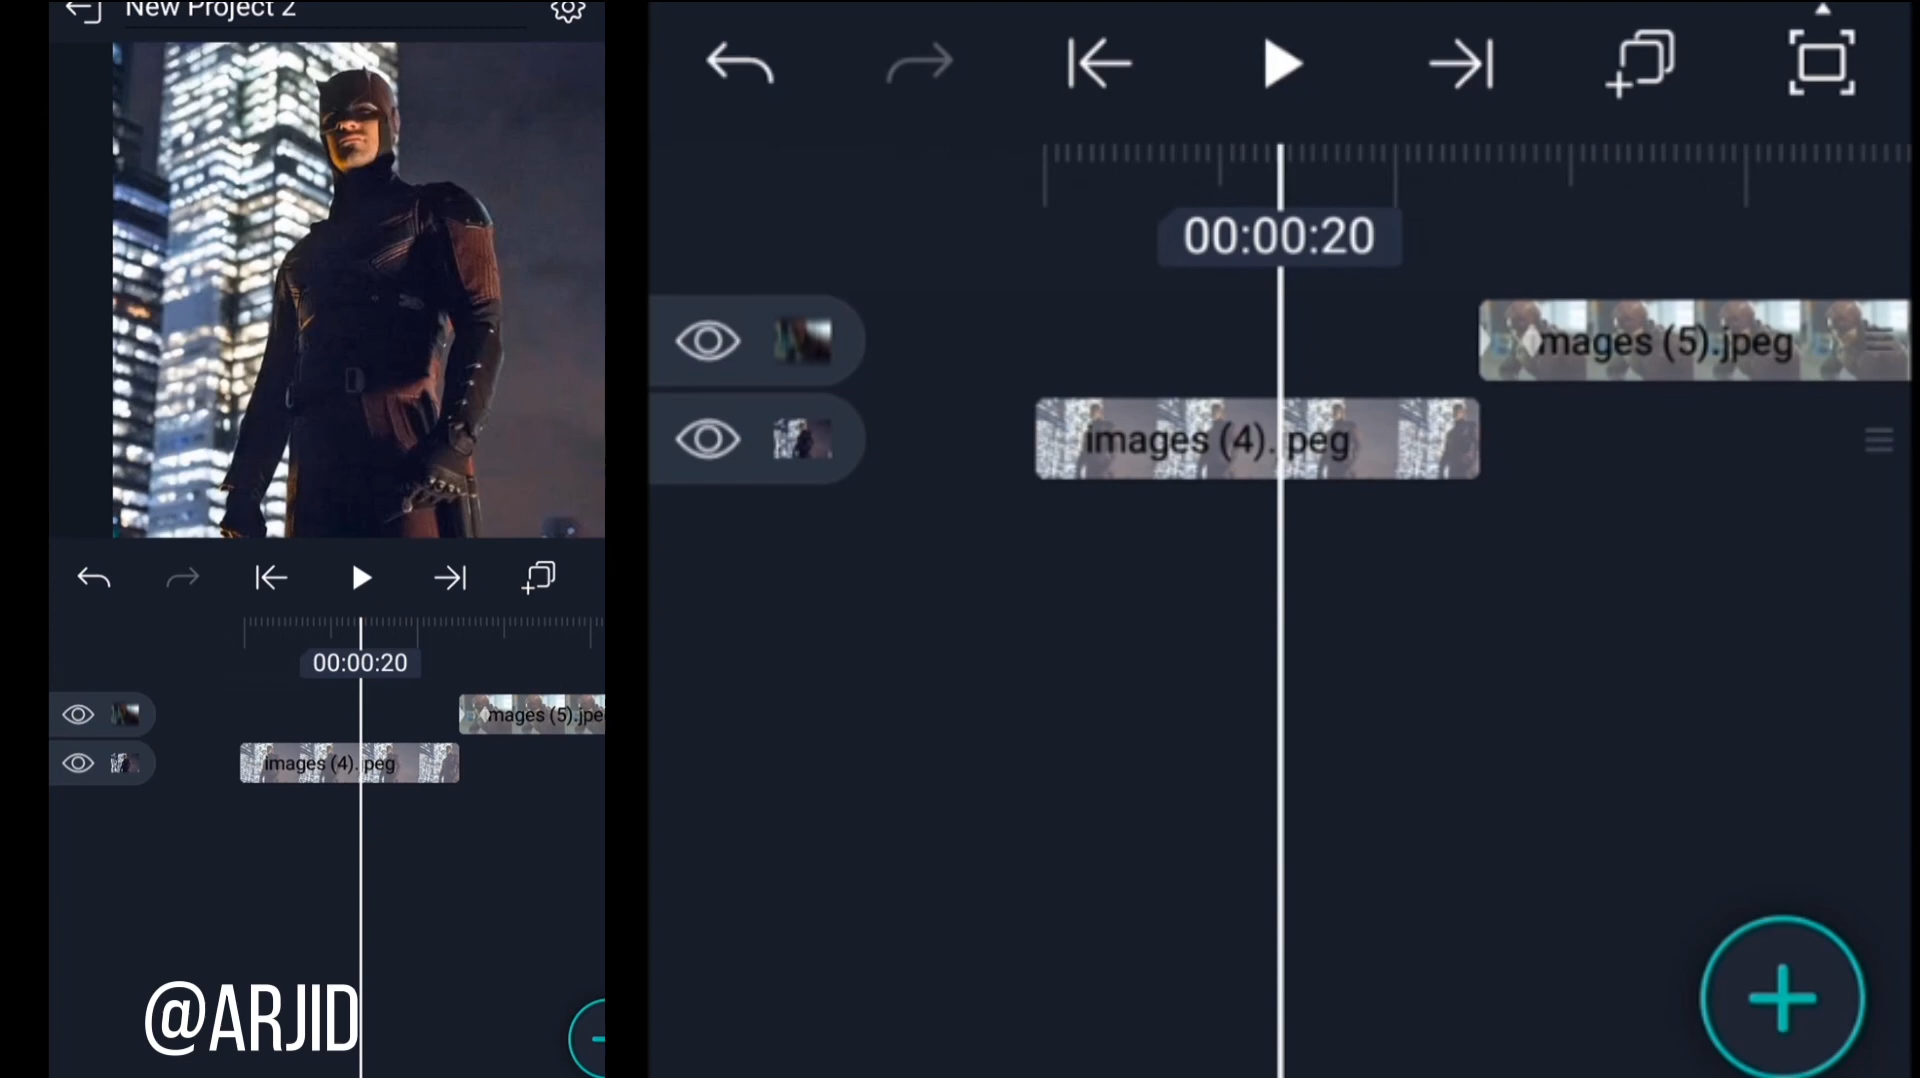 New Project 2
00:00:20
mages (5).jpe
images (4). peg
@ARJID
00:00:20
mages (5).jpeg
images (4). peg